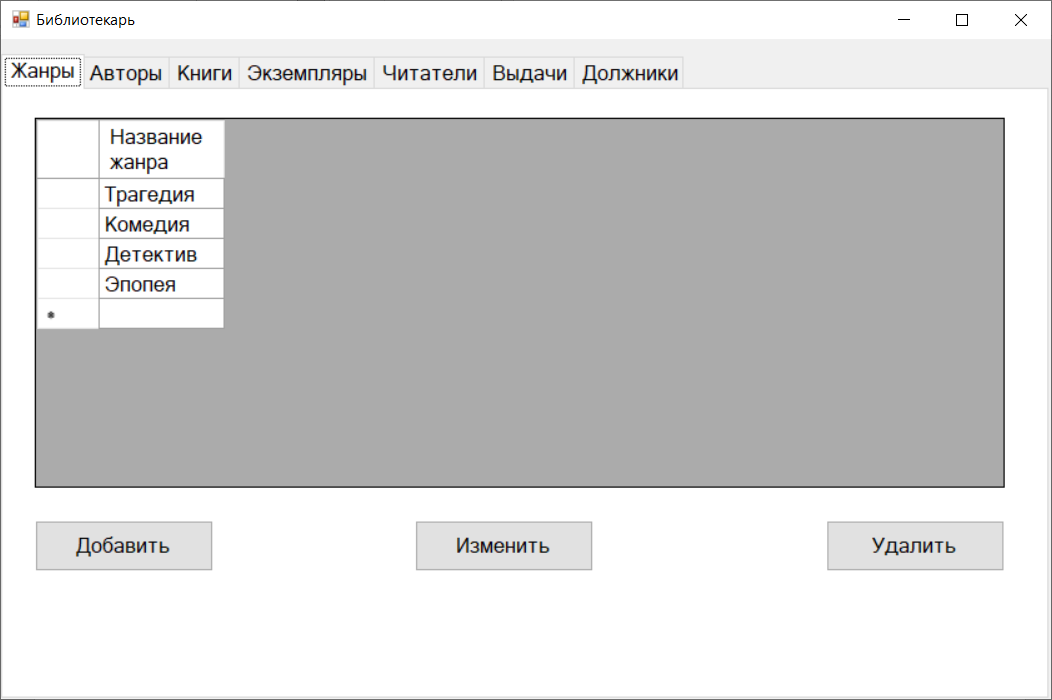 Библиотекарь
Жанры Авторы Книги Экземпляры Читатели Выдачи Должники
Название
жанра
Трагедия
Комедия
Детектив
Эпопея
*
Добавить Изменить Удалить